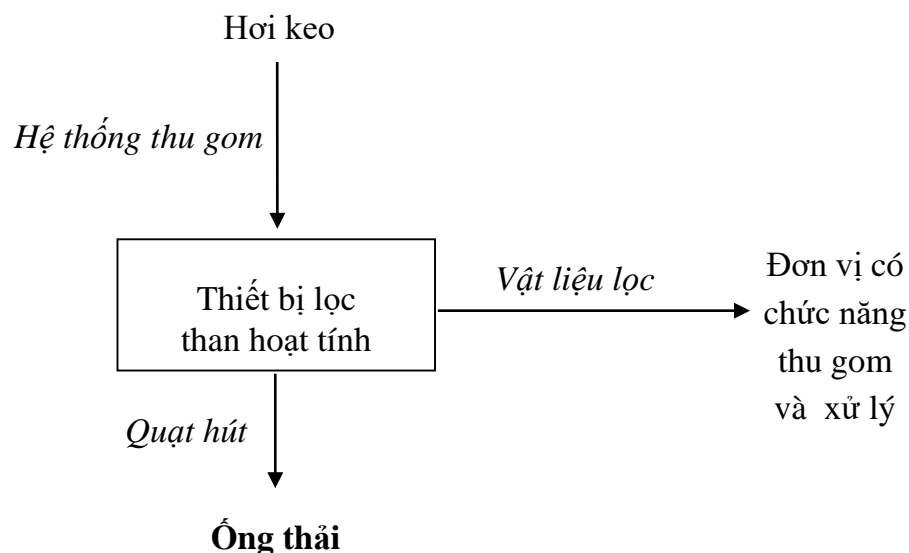 Hơi keo
Hệ thống thu gom
Thiết bị lọc
than hoạt tính
Vật liệu lọc
Đơn vị có
chức năng
thu gom
và xử lý
Quạt hút
Ống thải